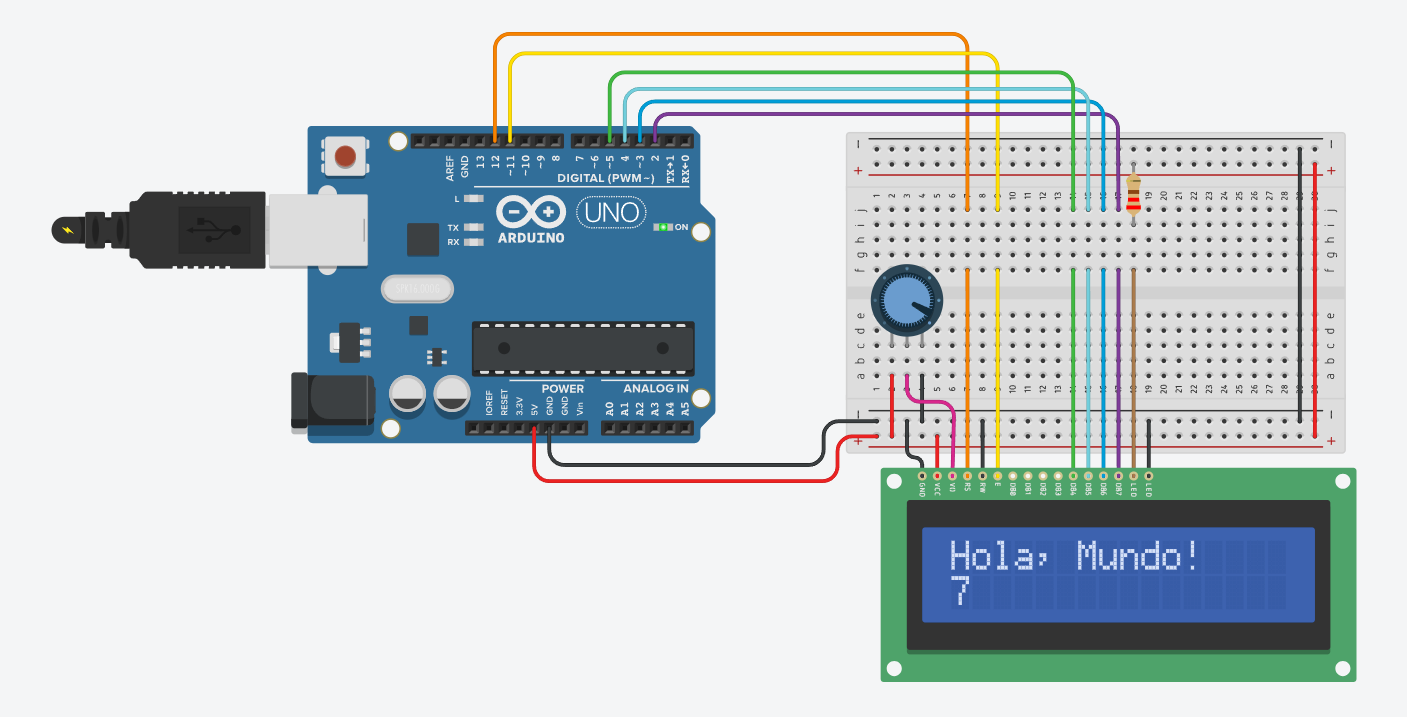 AREF
GND
13
12
~11
~10
~9
8
7
~6
~5
4
~3
2
TX→1
RX←0
DIGITAL (PWM~)
L
TX
RX
ARDUINO
UNO
ON
POWER
ANALOG IN
IOREF
RESET
3.3V
5V
GND
GND
Vin
A0
A1
A2
A3
A4
A5
j
i
h
g
f
e
d
c
b
a
GND
VCC
VO
RS
RW
E
DB0
DB1
DB2
DB3
DB4
DB5
DB6
DB7
LED
LED
Hola, Mundo!
7